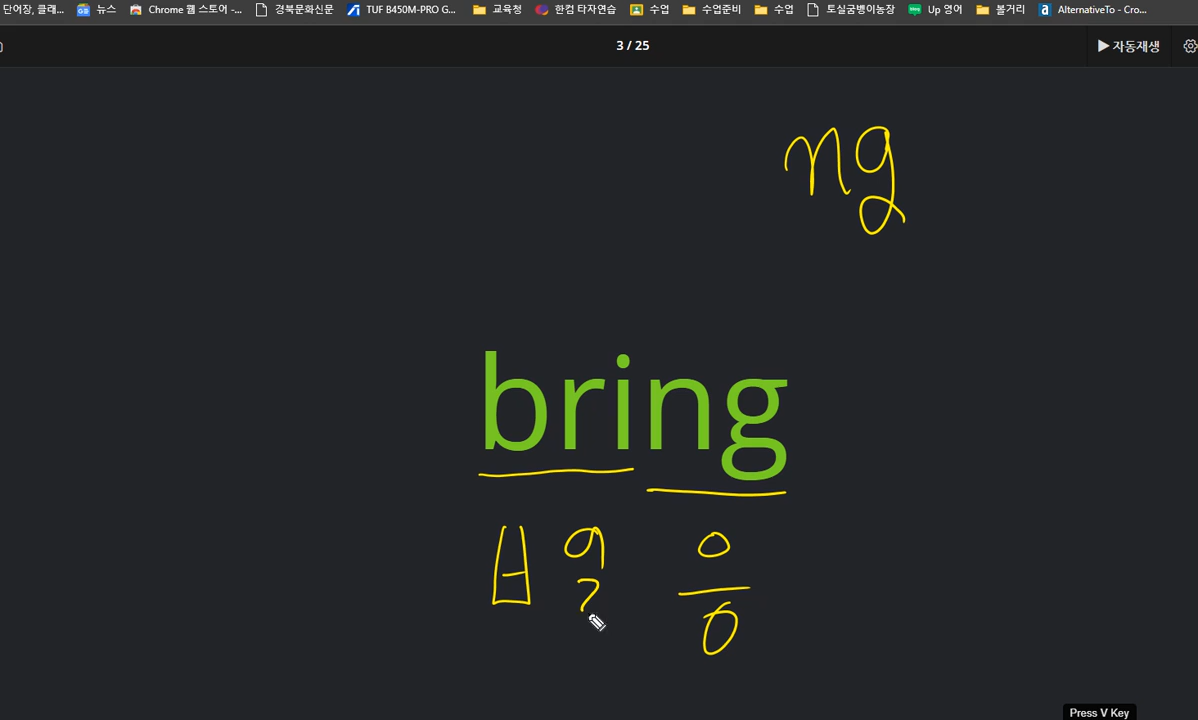 단어장, 클래... 뉴스 Chrome 웹 스토어 -... 경북문화신문 TUF B450M-PRO G... 교육청 한컴 타자연습 수업 수업준비 수업 토실굼벵이농장 Up 영어 볼거리 AlternativeTo - Cro...
3 / 25 자동재생
ng
bring
ㅂ
Press V Key